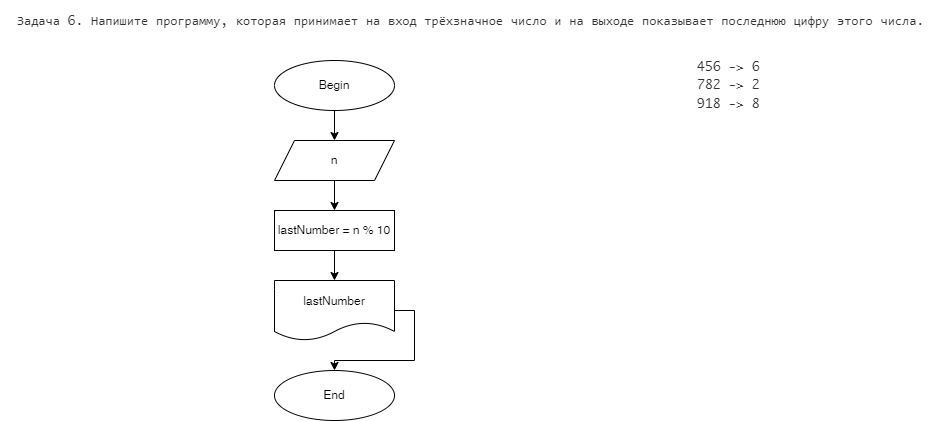 Задача 6. Напишите программу, которая принимает на вход трёхзначное число и на выходе показывает последнюю цифру этого числа.
456 -> 6
782 -> 2
918 -> 8
Begin
n
lastNumber = n % 10
lastNumber
End